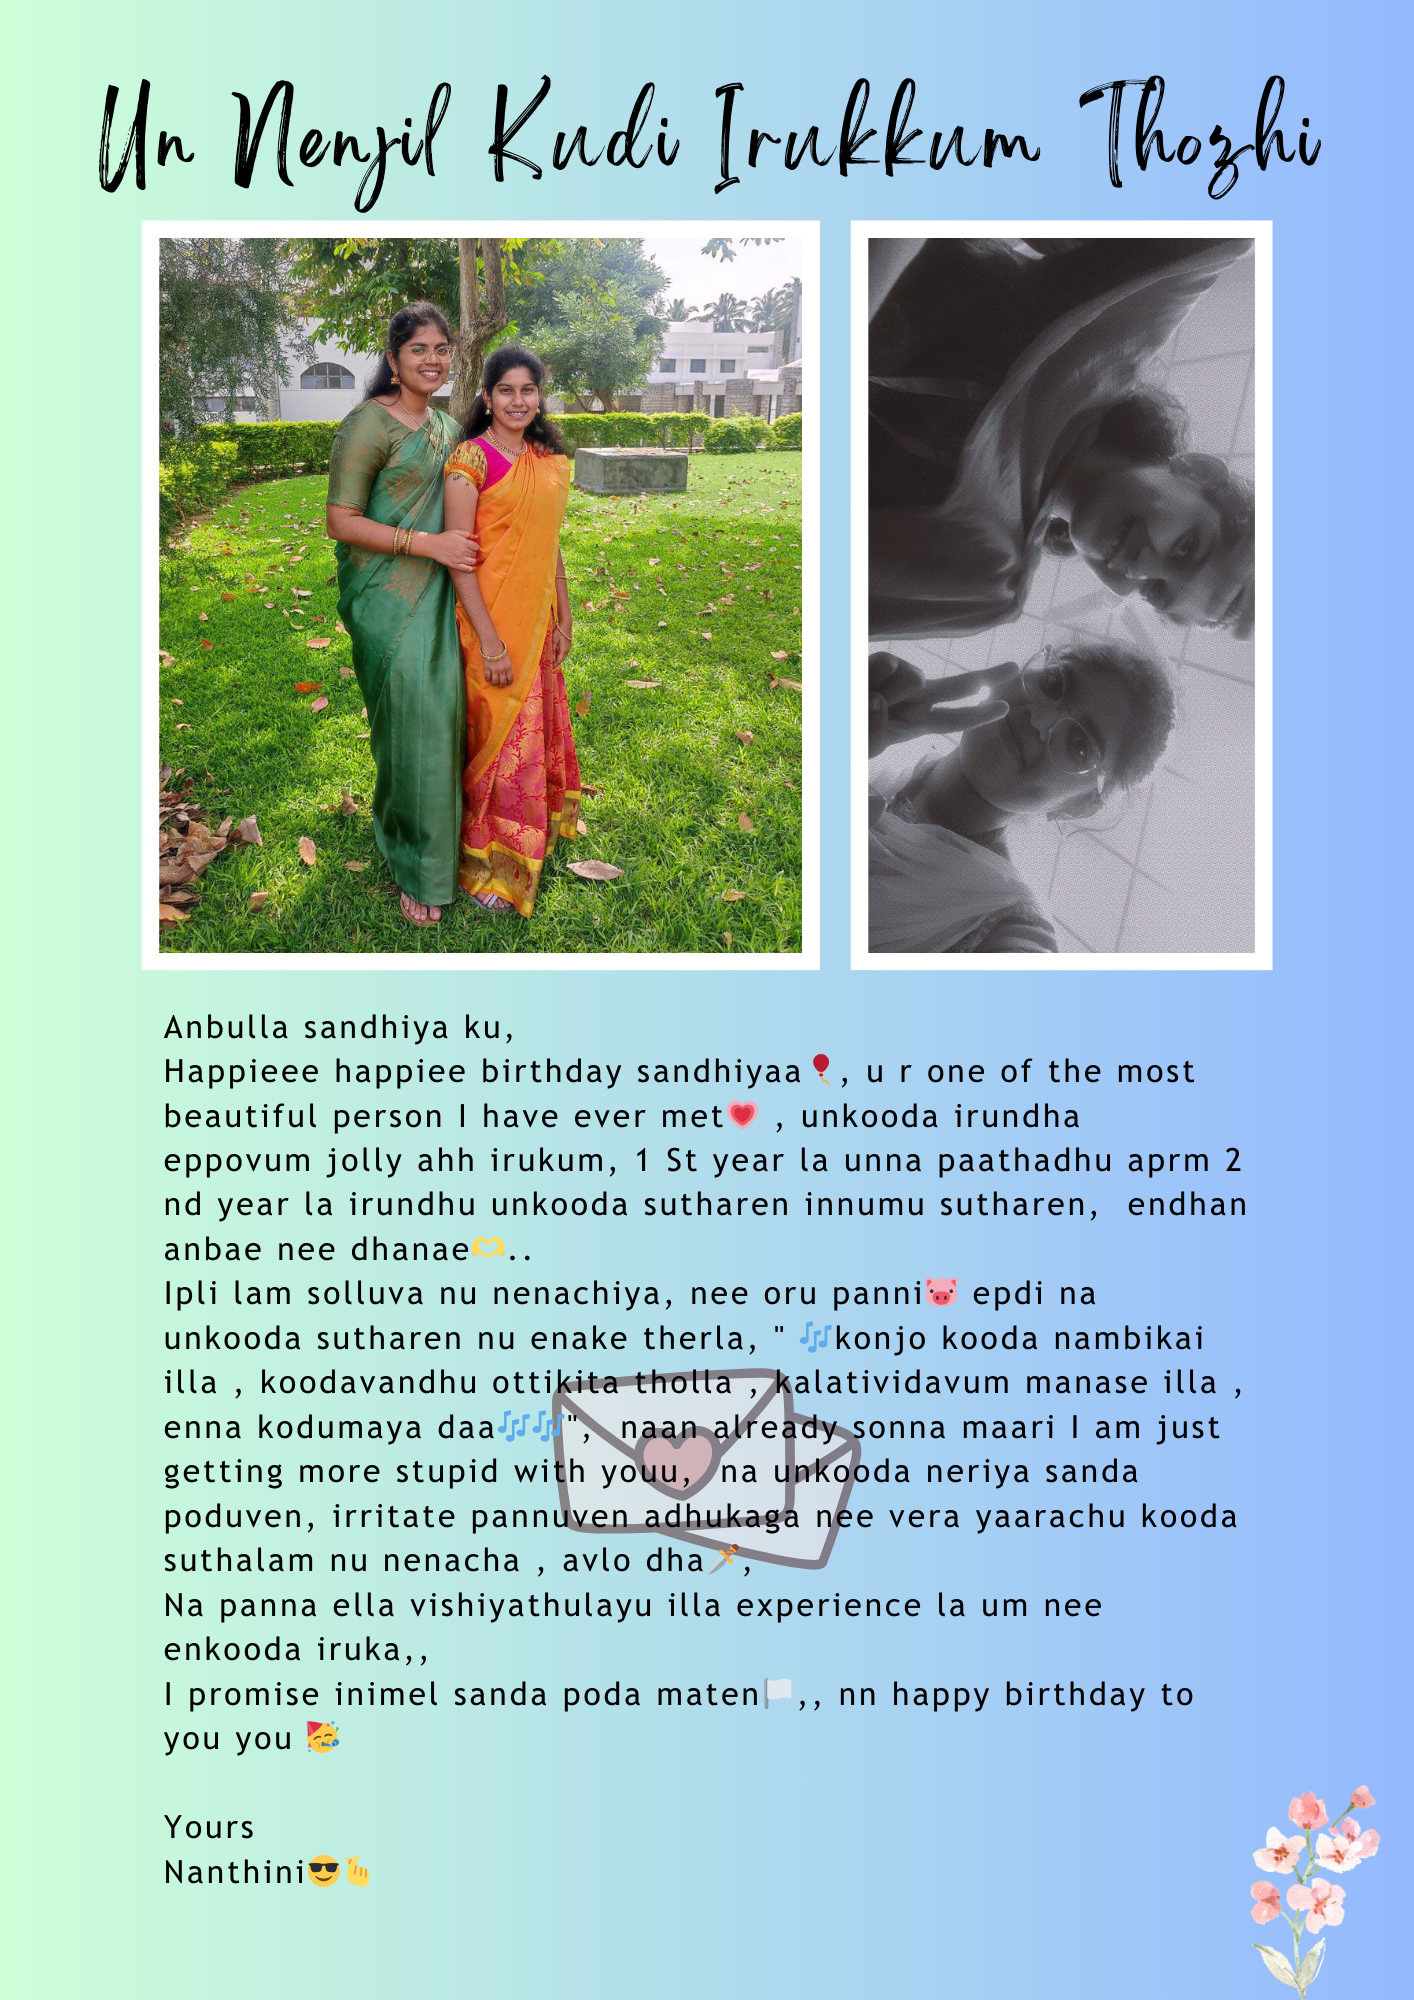 Un Nenjil Kudi Irukkum Thozhi
Anbulla sandhiya ku,
Happieee happiee birthday sandhiyaa🎈, u r one of the most
beautiful person I have ever met💗 , unkooda irundha
eppovum jolly ahh irukum, 1 St year la unna paathadhu aprm 2
nd year la irundhu unkooda sutharen innumu sutharen,  endhan
anbae nee dhanae🫶..
Ipli lam solluva nu nenachiya, nee oru panni🐷 epdi na
unkooda sutharen nu enake therla, " 🎶konjo kooda nambikai
illa , koodavandhu ottikita tholla , kalatividavum manase illa ,
enna kodumaya daa🎶🎶",  naan already sonna maari I am just
getting more stupid with youu,  na unkooda neriya sanda
poduven, irritate pannuven adhukaga nee vera yaarachu kooda
suthalam nu nenacha , avlo dha🗡️,
Na panna ella vishiyathulayu illa experience la um nee
enkooda iruka,,
I promise inimel sanda poda maten🏳️,, nn happy birthday to
you you 🥳
Yours
Nanthini😎🫰